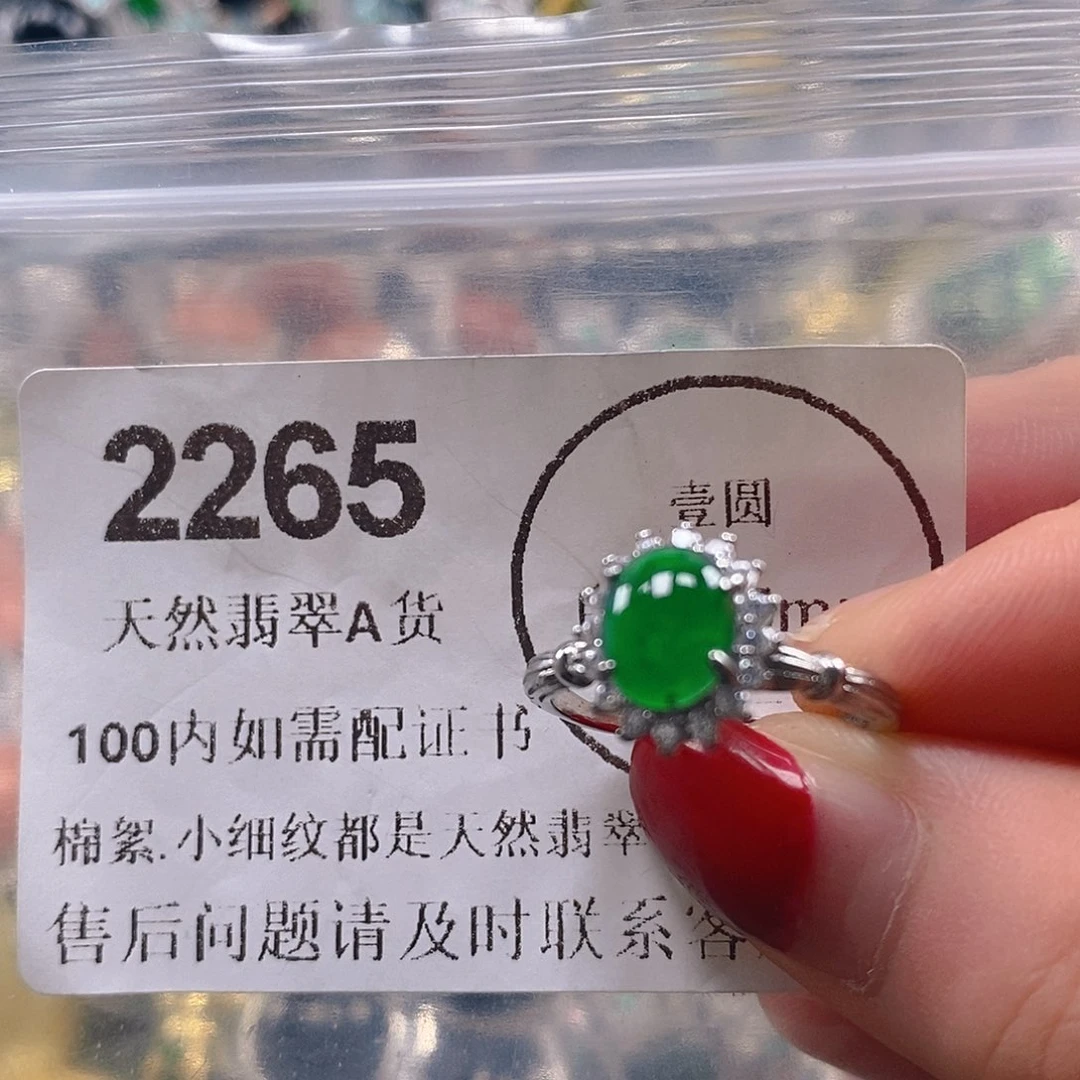 2265
壹圆
天然翡翠A货
100内如需配证书
棉絮.小细纹都是天然翡翠
售后问题请及时联系客